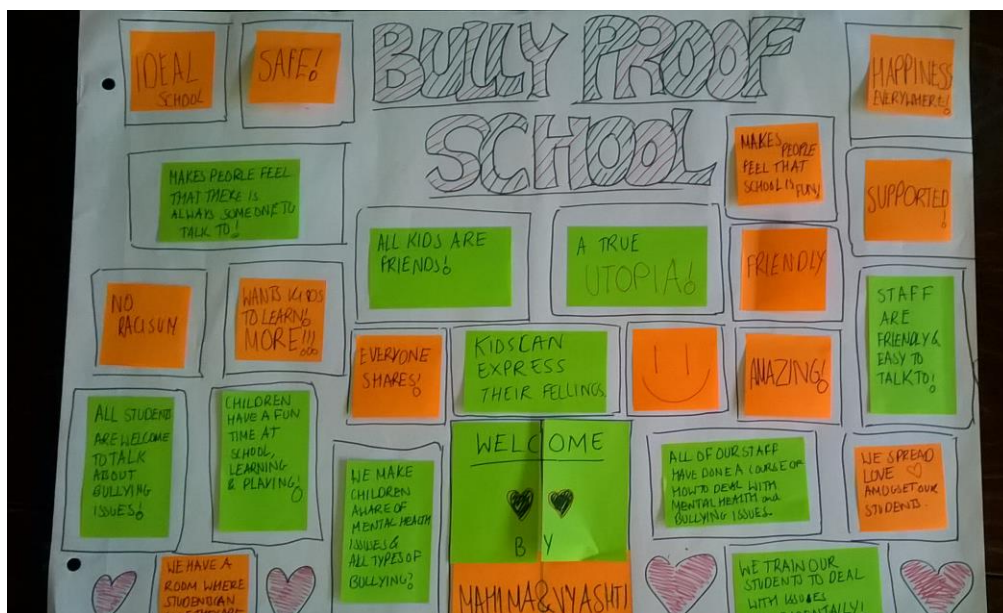 BULLY PROOF
SCHOOL
IDEAL
SCHOOL
SAFE!
HAPPINESS
EVERYWHERE!
MAKES PEOPLE FEEL
THAT THERE IS
ALWAYS SOMEONE TO
TALK TO!
MAKES PEOPLE
FEEL THAT
SCHOOL IS FUN!
SUPPORTED!
ALL KIDS ARE
FRIENDS!
A TRUE
UTOPIA!
FRIENDLY
NO
RACISUM
WANTS KIDS
TO LEARN!
MORE!!!
STAFF
ARE
FRIENDLY &
EASY TO
TALK TO!
EVERYONE
SHARES!
KIDS CAN
EXPRESS
THEIR FELLINGS.
AMAZING!
ALL STUDENTS
ARE WELCOME
TO TALK
ABOUT
BULLYING
ISSUES!
CHILDREN
HAVE A FUN
TIME AT
SCHOOL,
LEARNING
& PLAYING!
WE MAKE
CHILDREN
AWARE OF
MENTAL HEALTH
ISSUES &
ALL TYPES OF
BULLYING?
WELCOME
BY
MAHIMA & VYASHTI
ALL OF OUR STAFF
HAVE DONE A COURSE OF
HOW TO DEAL WITH
MENTAL HEALTH and
BULLYING ISSUES.
WE SPREAD
LOVE
AMOGSET OUR
STUDENTS.
WE HAVE A
ROOM WHERE
STUDENT CAN
WE TRAIN OUR
STUDENTS TO DEAL
WITH ISSUES